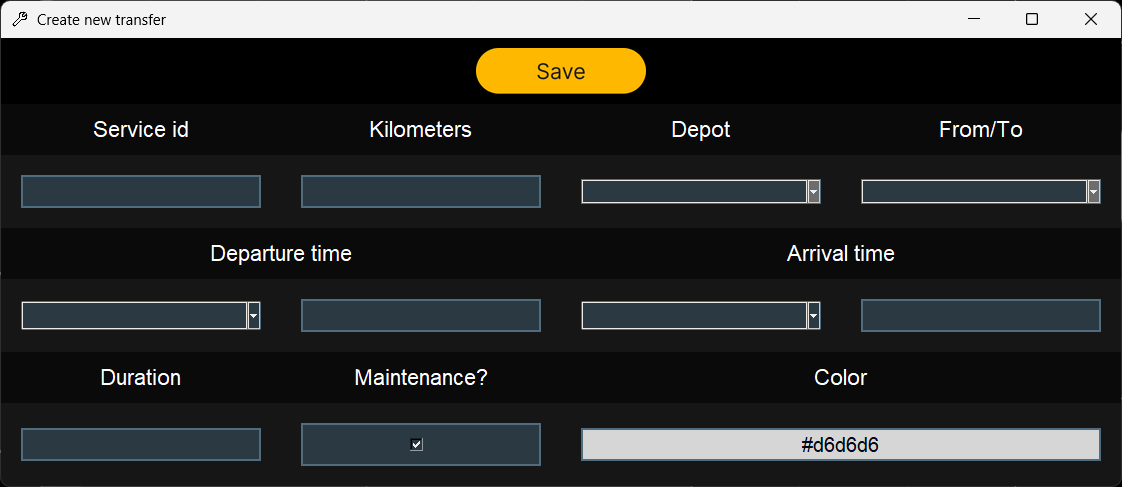 Create new transfer
Save
Service id Kilometers Depot From/To
Departure time Arrival time
Duration Maintenance? Color
#d6d6d6